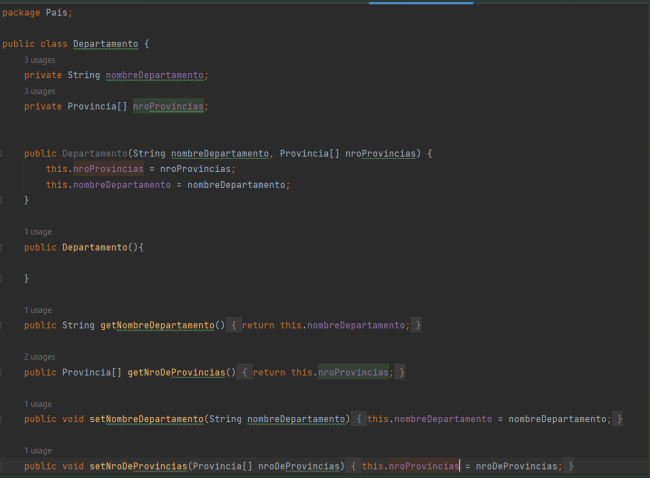 package Pais;
public class Departamento {
3 usages
private String nombreDepartamento;
3 usages
private Provincia[] nroProvincias;
public Departamento(String nombreDepartamento, Provincia[] nroProvincias) {
this.nroProvincias = nroProvincias;
this.nombreDepartamento = nombreDepartamento;
}
1 usage
public Departamento(){
}
1 usage
public String getNombreDepartamento() { return this.nombreDepartamento; }
2 usages
public Provincia[] getNroDeProvincias() { return this.nroProvincias; }
1 usage
public void setNombreDepartamento(String nombreDepartamento) { this.nombreDepartamento = nombreDepartamento; }
1 usage
public void setNroDeProvincias(Provincia[] nroDeProvincias) { this.nroProvincias = nroDeProvincias; }